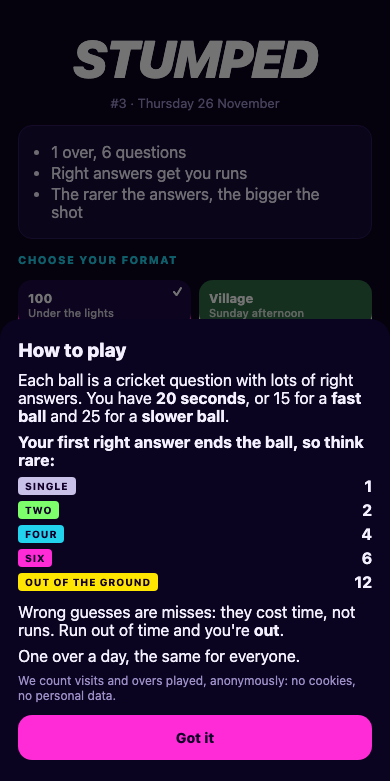 STUMPED
#3 · Thursday 26 November
• 1 over, 6 questions
• Right answers get you runs
• The rarer the answers, the bigger the
shot
CHOOSE YOUR FORMAT
100
Under the lights
Village
Sunday afternoon
How to play
Each ball is a cricket question with lots of right
answers. You have 20 seconds, or 15 for a fast
ball and 25 for a slower ball.
Your first right answer ends the ball, so think
rare:
SINGLE 1
TWO 2
FOUR 4
SIX 6
OUT OF THE GROUND 12
Wrong guesses are misses: they cost time, not
runs. Run out of time and you're out.
One over a day, the same for everyone.
We count visits and overs played, anonymously: no cookies,
no personal data.
Got it